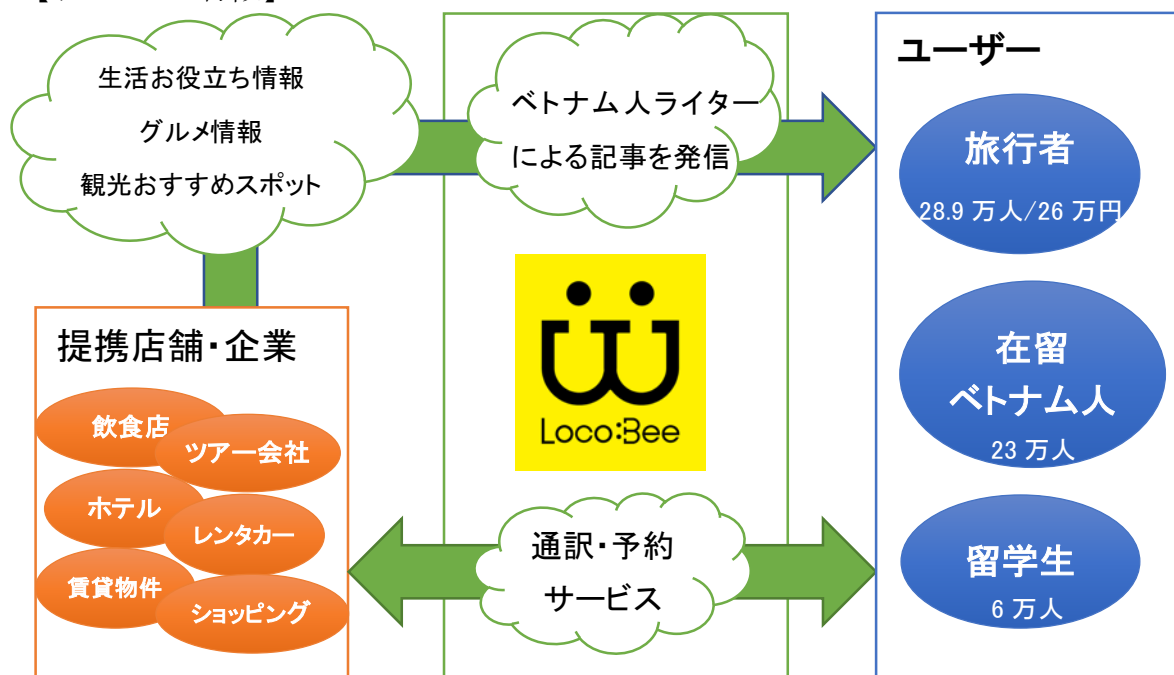 生活お役立ち情報
グルメ情報
観光おすすめスポット
ベトナム人ライター
による記事を発信
ユーザー
旅行者
28.9 万人/26 万円
在留
ベトナム人
23 万人
留学生
6 万人
提携店舗・企業
飲食店
ツアー会社
ホテル
レンタカー
賃貸物件
ショッピング
Loco:Bee
通訳・予約
サービス